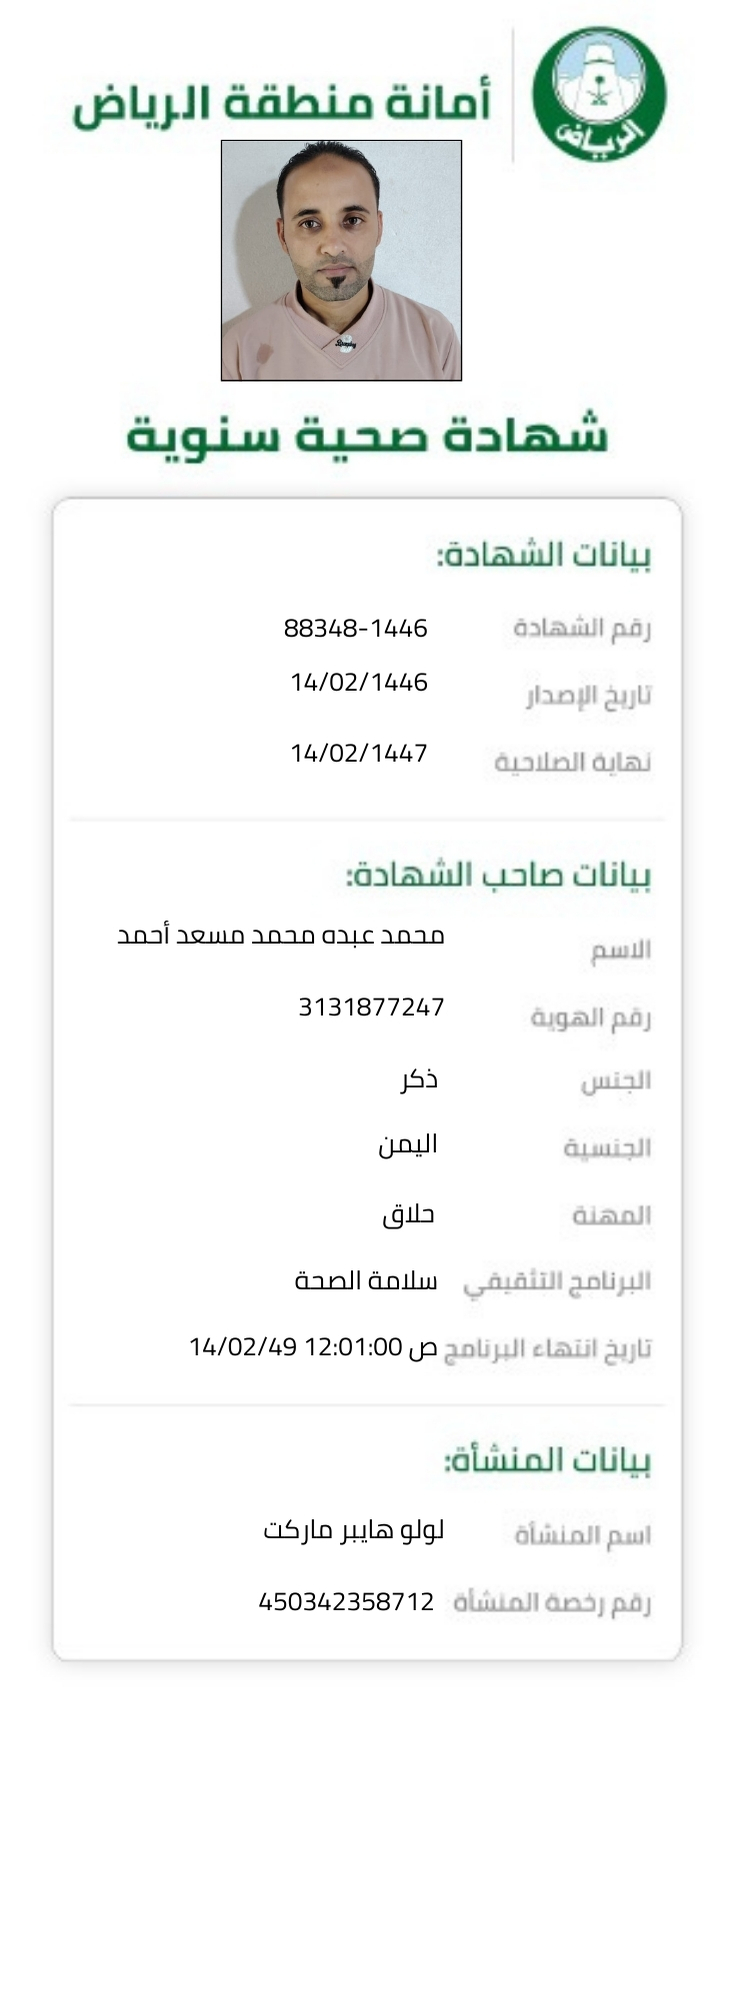 أمانة منطقة الرياض
الرياض
شهادة صحية سنوية
بيانات الشهادة:
رقم الشهادة 88348-1446
تاريخ الإصدار 14/02/1446
نهاية الصلاحية 14/02/1447
بيانات صاحب الشهادة:
الاسم محمد عبده محمد مسعد أحمد
رقم الهوية 3131877247
الجنس ذكر
الجنسية اليمن
المهنة حلاق
البرنامج التثقيفي سلامة الصحة
تاريخ انتهاء البرنامج ص 12:01:00 14/02/49
بيانات المنشأة:
اسم المنشأة لولو هايبر ماركت
رقم رخصة المنشأة 450342358712